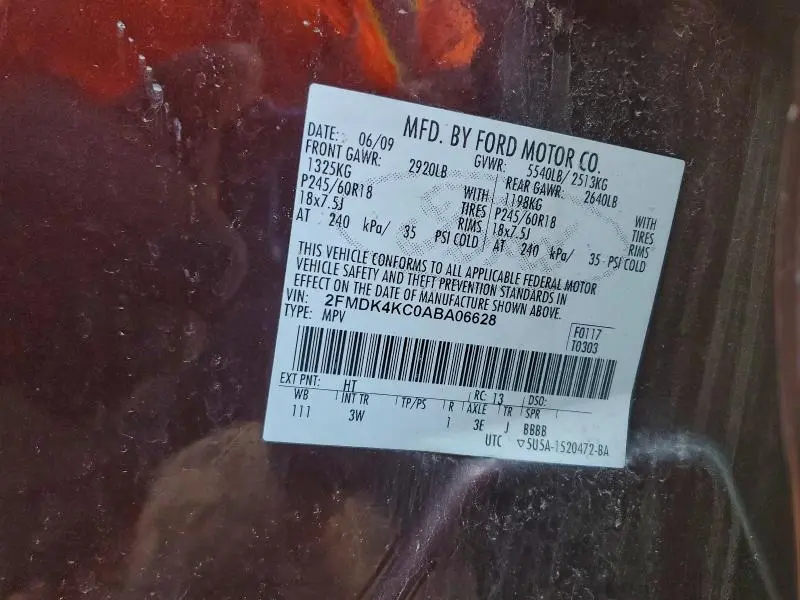 MFD. BY FORD MOTOR CO.
DATE: 06/09 GVWR: 5540LB/ 2513KG
FRONT GAWR: 2920LB REAR GAWR: 2640LB
1325KG WITH 1198KG WITH
P245/60R18 TIRES P245/60R18 TIRES
18x7.5J RIMS 18x7.5J RIMS
AT 240 kPa/ 35 PSI COLD AT 240 kPa/ 35 PSI COLD
THIS VEHICLE CONFORMS TO ALL APPLICABLE FEDERAL MOTOR
VEHICLE SAFETY AND THEFT PREVENTION STANDARDS IN
EFFECT ON THE DATE OF MANUFACTURE SHOWN ABOVE.
VIN: 2FMDK4KC0ABA06628
TYPE: MPV
F0117
T0303
EXT PNT: HT RC: 13 DSO:
WB INT TR TP/PS R AXLE TR SPR
111 3W 1 3E J BBBB
UTC ▽5U5A-1520472-BA